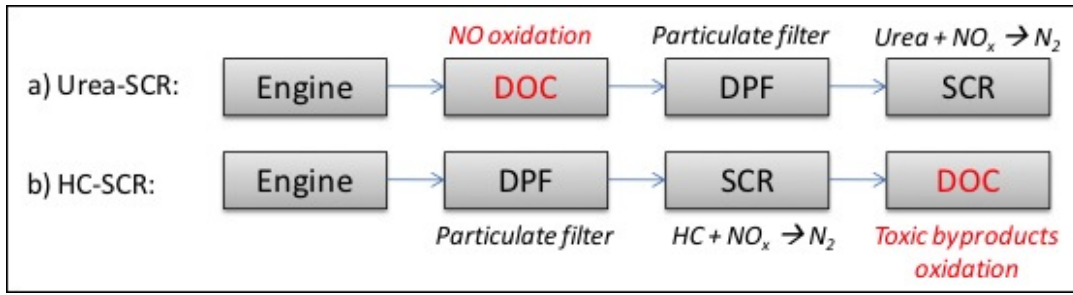 NO oxidation Particulate filter Urea + NOx → N2
a) Urea-SCR: Engine DOC DPF SCR
b) HC-SCR: Engine DPF SCR DOC
Particulate filter HC + NOx → N2 Toxic byproducts
oxidation